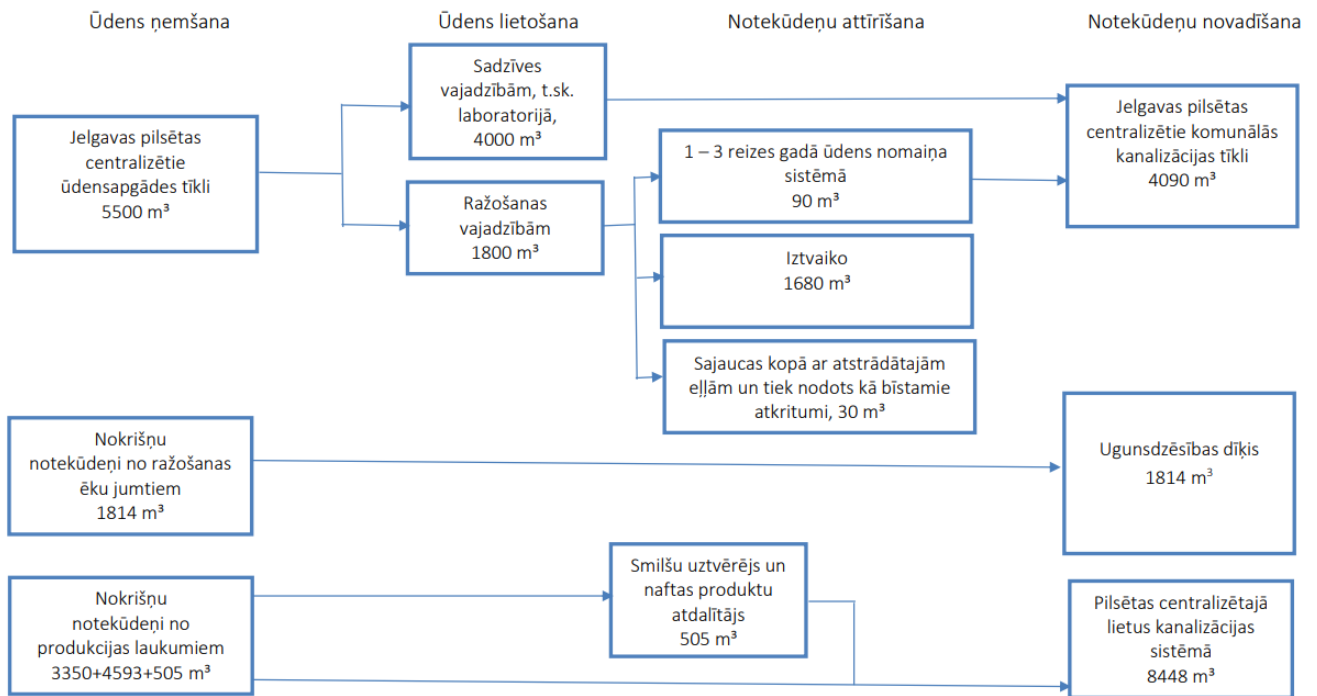 Ūdens ņemšana
Ūdens lietošana
Notekūdeņu attīrīšana
Notekūdeņu novadīšana
Jelgavas pilsētas
centralizētie
ūdensapgādes tīkli
5500 m³
Sadzīves
vajadzībām, t.sk.
laboratorijā,
4000 m³
Ražošanas
vajadzībām
1800 m³
1 – 3 reizes gadā ūdens nomaiņa
sistēmā
90 m³
Iztvaiko
1680 m³
Sajaucas kopā ar atstrādātajām
eļļām un tiek nodots kā bīstamie
atkritumi, 30 m³
Jelgavas pilsētas
centralizētie komunālās
kanalizācijas tīkli
4090 m³
Nokrišņu
notekūdeņi no ražošanas
ēku jumtiem
1814 m³
Ugunsdzēsības dīķis
1814 m³
Nokrišņu
notekūdeņi no
produkcijas laukumiem
3350+4593+505 m³
Smilšu uztvērējs un
naftas produktu
atdalītājs
505 m³
Pilsētas centralizētajā
lietus kanalizācijas
sistēmā
8448 m³